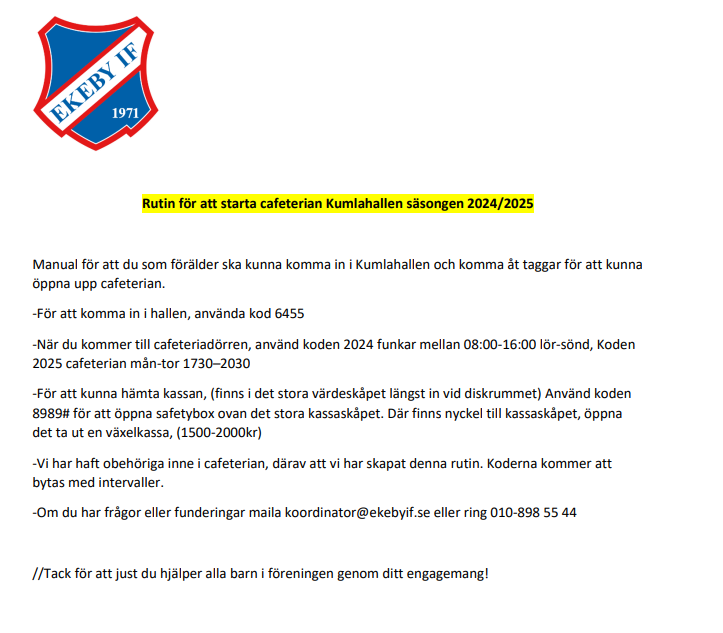 EKEBY IF
1971
Rutin för att starta cafeterian Kumlahallen säsongen 2024/2025
Manual för att du som förälder ska kunna komma in i Kumlahallen och komma åt taggar för att kunna
öppna upp cafeterian.
-För att komma in i hallen, använda kod 6455
-När du kommer till cafeteriadörren, använd koden 2024 funkar mellan 08:00-16:00 lör-sönd, Koden
2025 cafeterian mån-tor 1730–2030
-För att kunna hämta kassan, (finns i det stora värdeskåpet längst in vid diskrummet) Använd koden
8989# för att öppna safetybox ovan det stora kassaskåpet. Där finns nyckel till kassaskåpet, öppna
det ta ut en växelkassa, (1500-2000kr)
-Vi har haft obehöriga inne i cafeterian, därav att vi har skapat denna rutin. Koderna kommer att
bytas med intervaller.
-Om du har frågor eller funderingar maila koordinator@ekebyif.se eller ring 010-898 55 44
//Tack för att just du hjälper alla barn i föreningen genom ditt engagemang!